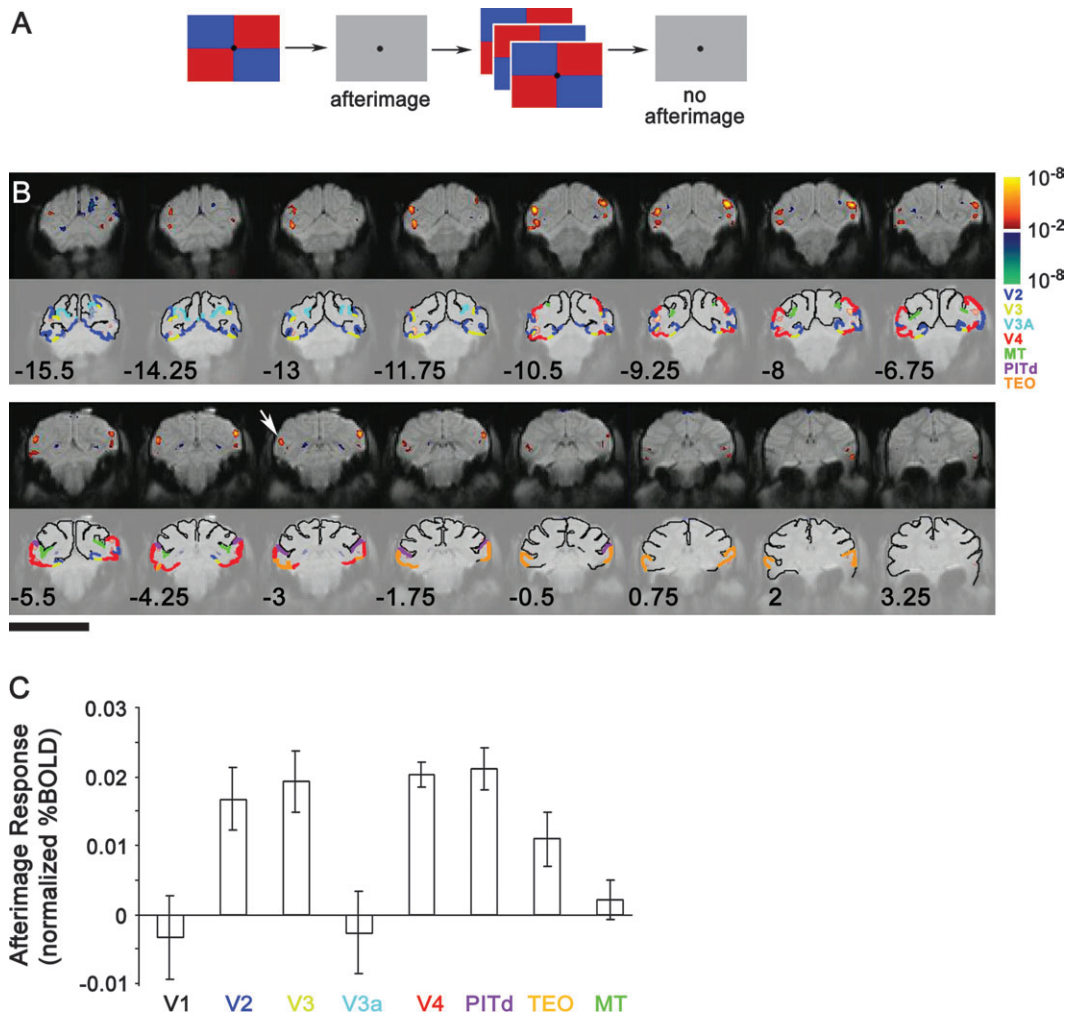 A
afterimage
no
afterimage
B
10-8
10-2
10-8
V2
V3
V3A
V4
MT
PITd
TEO
-15.5 -14.25 -13 -11.75 -10.5 -9.25 -8 -6.75
-5.5 -4.25 -3 -1.75 -0.5 0.75 2 3.25
C
Afterimage Response
(normalized %BOLD)
0.03
0.02
0.01
0
-0.01
V1 V2 V3 V3a V4 PITd TEO MT